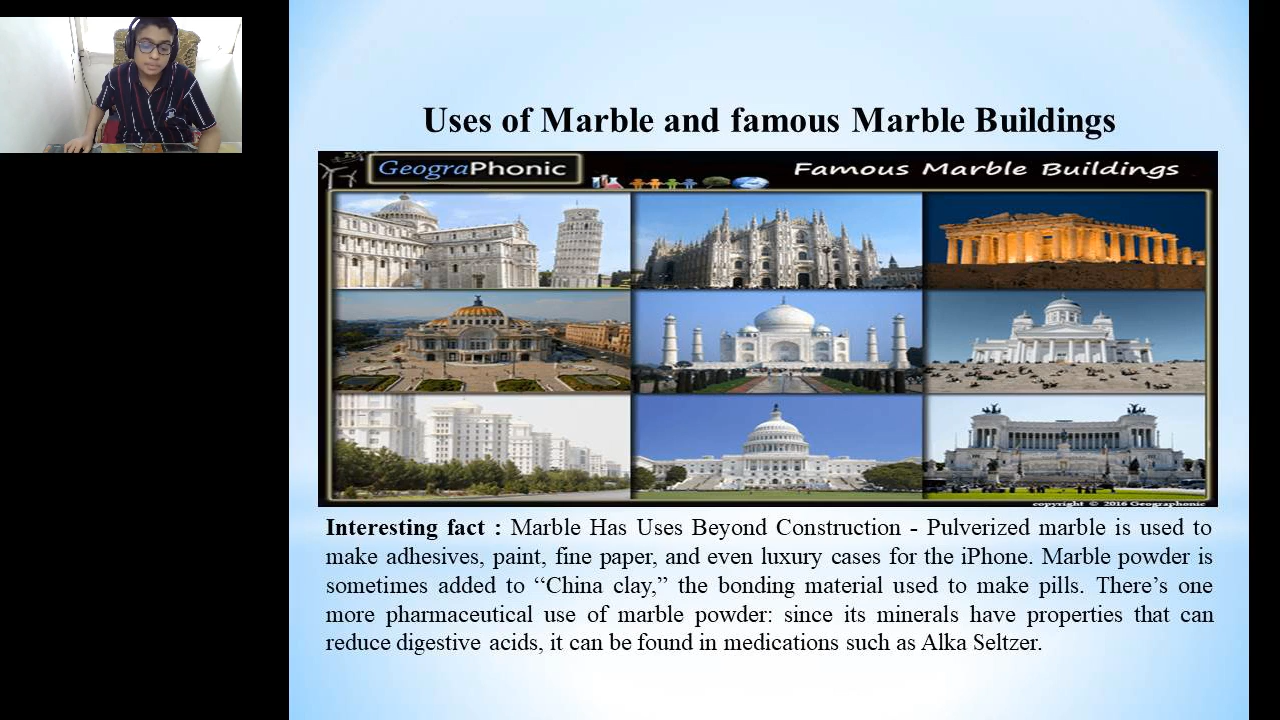 Uses of Marble and famous Marble Buildings
GeograPhonic
Famous Marble Buildings
copyright © 2016 Geographonic
Interesting fact : Marble Has Uses Beyond Construction - Pulverized marble is used to
make adhesives, paint, fine paper, and even luxury cases for the iPhone. Marble powder is
sometimes added to “China clay,” the bonding material used to make pills. There’s one
more pharmaceutical use of marble powder: since its minerals have properties that can
reduce digestive acids, it can be found in medications such as Alka Seltzer.